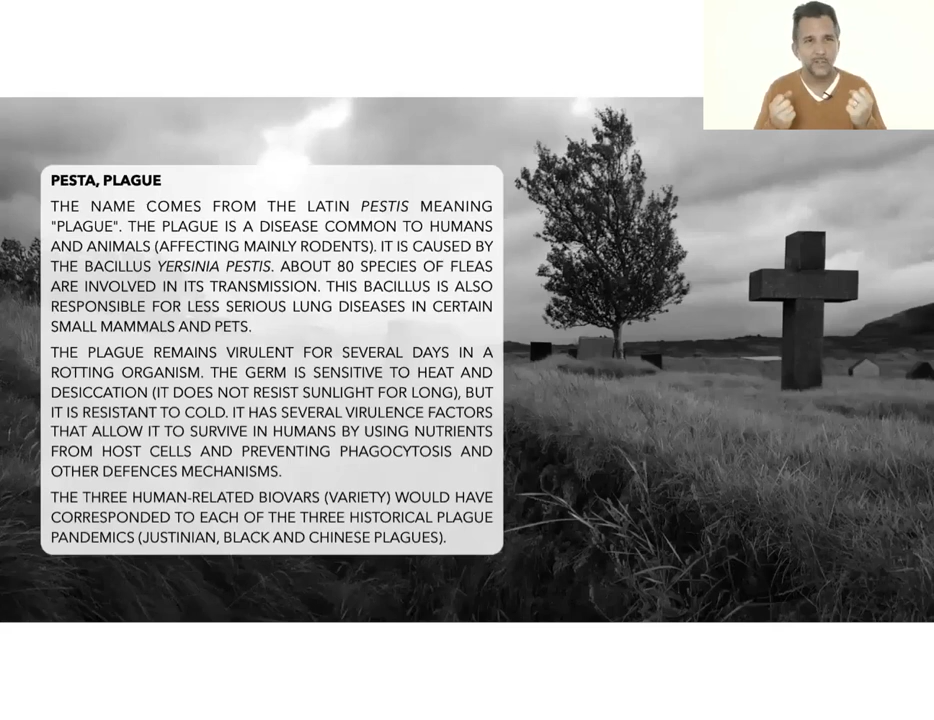 PESTA, PLAGUE
THE NAME COMES FROM THE LATIN PESTIS MEANING
"PLAGUE". THE PLAGUE IS A DISEASE COMMON TO HUMANS
AND ANIMALS (AFFECTING MAINLY RODENTS). IT IS CAUSED BY
THE BACILLUS YERSINIA PESTIS. ABOUT 80 SPECIES OF FLEAS
ARE INVOLVED IN ITS TRANSMISSION. THIS BACILLUS IS ALSO
RESPONSIBLE FOR LESS SERIOUS LUNG DISEASES IN CERTAIN
SMALL MAMMALS AND PETS.
THE PLAGUE REMAINS VIRULENT FOR SEVERAL DAYS IN A
ROTTING ORGANISM. THE GERM IS SENSITIVE TO HEAT AND
DESICCATION (IT DOES NOT RESIST SUNLIGHT FOR LONG), BUT
IT IS RESISTANT TO COLD. IT HAS SEVERAL VIRULENCE FACTORS
THAT ALLOW IT TO SURVIVE IN HUMANS BY USING NUTRIENTS
FROM HOST CELLS AND PREVENTING PHAGOCYTOSIS AND
OTHER DEFENCES MECHANISMS.
THE THREE HUMAN-RELATED BIOVARS (VARIETY) WOULD HAVE
CORRESPONDED TO EACH OF THE THREE HISTORICAL PLAGUE
PANDEMICS (JUSTINIAN, BLACK AND CHINESE PLAGUES).